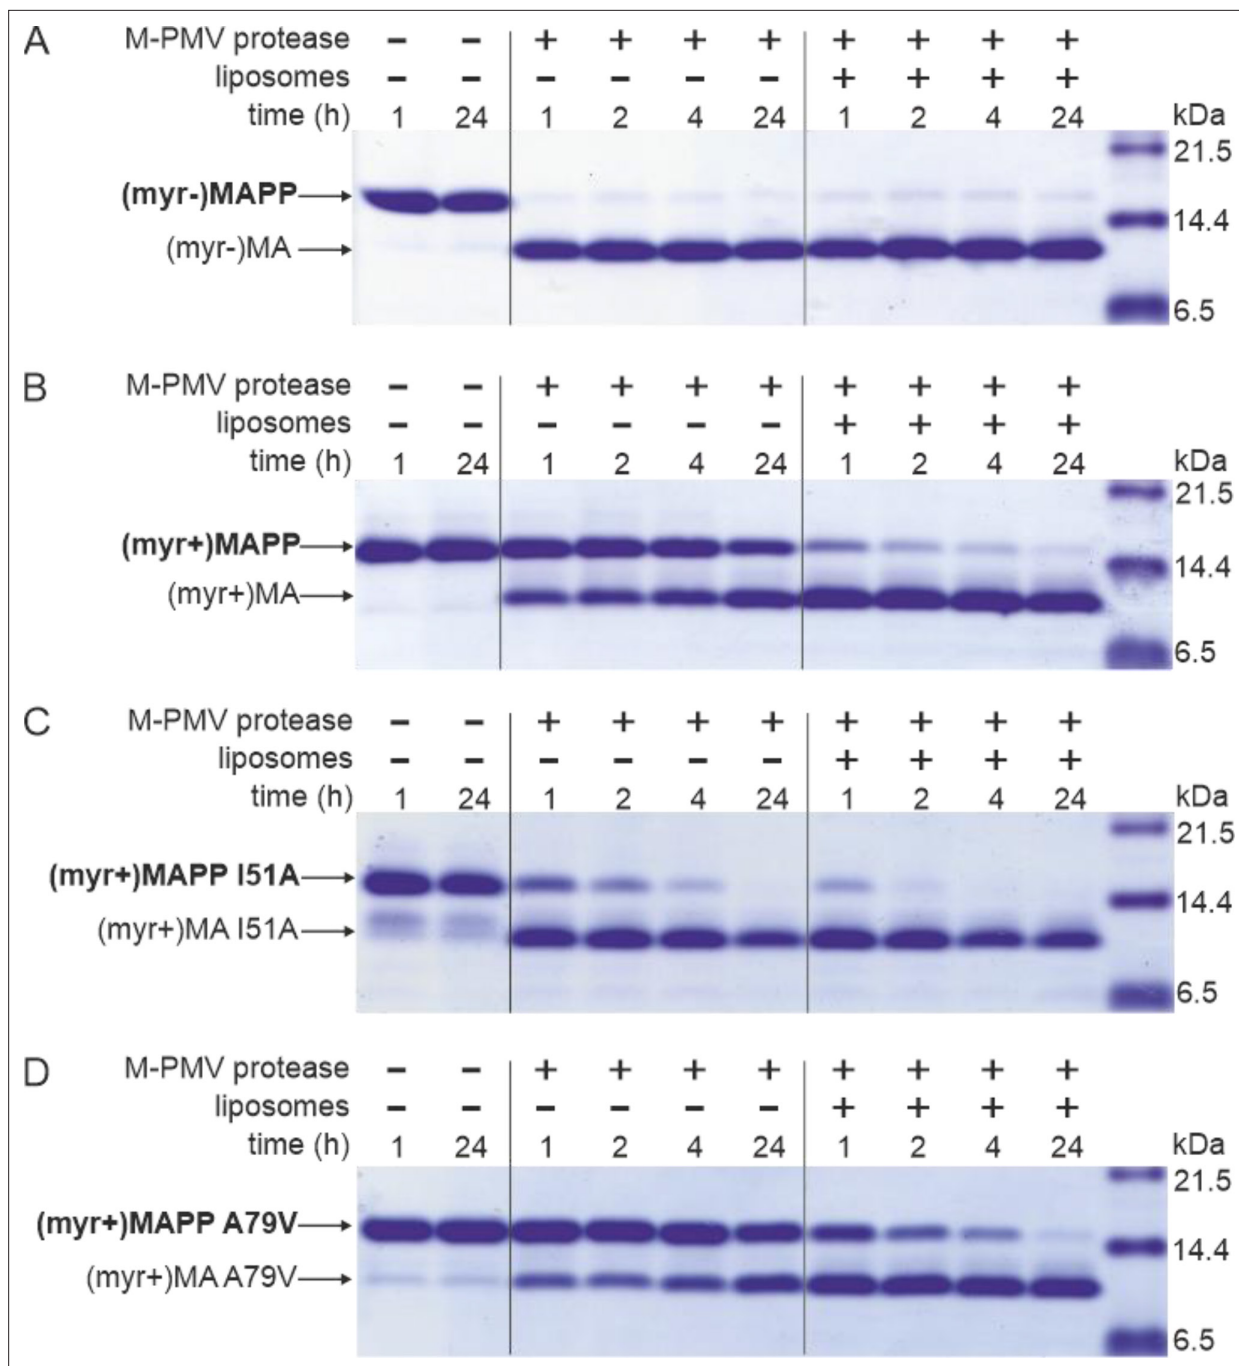 A M-PMV protease – – + + + + + + + +
liposomes – – – – – – + + + +
time (h) 1 24 1 2 4 24 1 2 4 24 kDa
21.5
(myr-)MAPP
14.4
(myr-)MA
6.5
B M-PMV protease – – + + + + + + + +
liposomes – – – – – – + + + +
time (h) 1 24 1 2 4 24 1 2 4 24 kDa
21.5
(myr+)MAPP
14.4
(myr+)MA
6.5
C M-PMV protease – – + + + + + + + +
liposomes – – – – – – + + + +
time (h) 1 24 1 2 4 24 1 2 4 24 kDa
21.5
(myr+)MAPP I51A
14.4
(myr+)MA I51A
6.5
D M-PMV protease – – + + + + + + + +
liposomes – – – – – – + + + +
time (h) 1 24 1 2 4 24 1 2 4 24 kDa
21.5
(myr+)MAPP A79V
14.4
(myr+)MA A79V
6.5